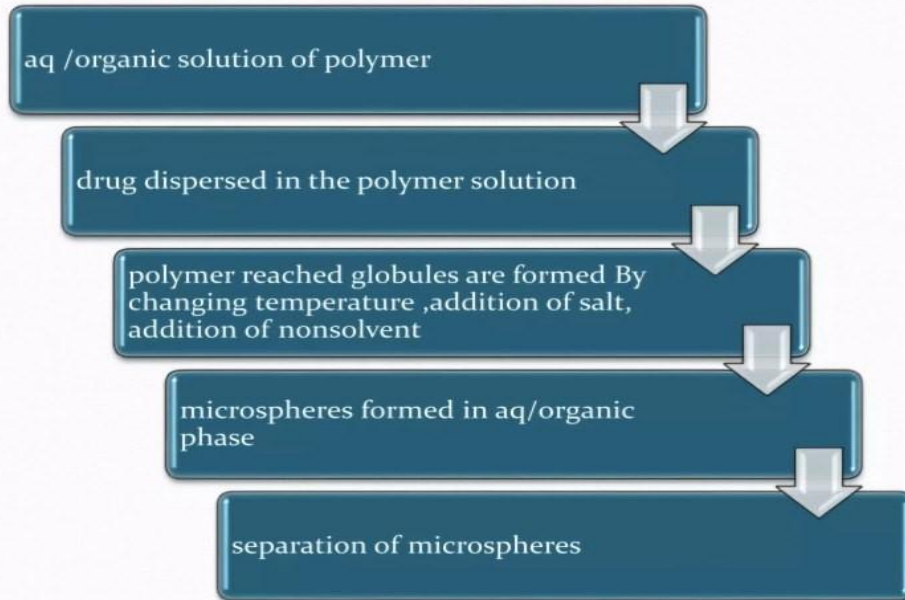 aq /organic solution of polymer
drug dispersed in the polymer solution
polymer reached globules are formed By
changing temperature ,addition of salt,
addition of nonsolvent
microspheres formed in aq/organic
phase
separation of microspheres